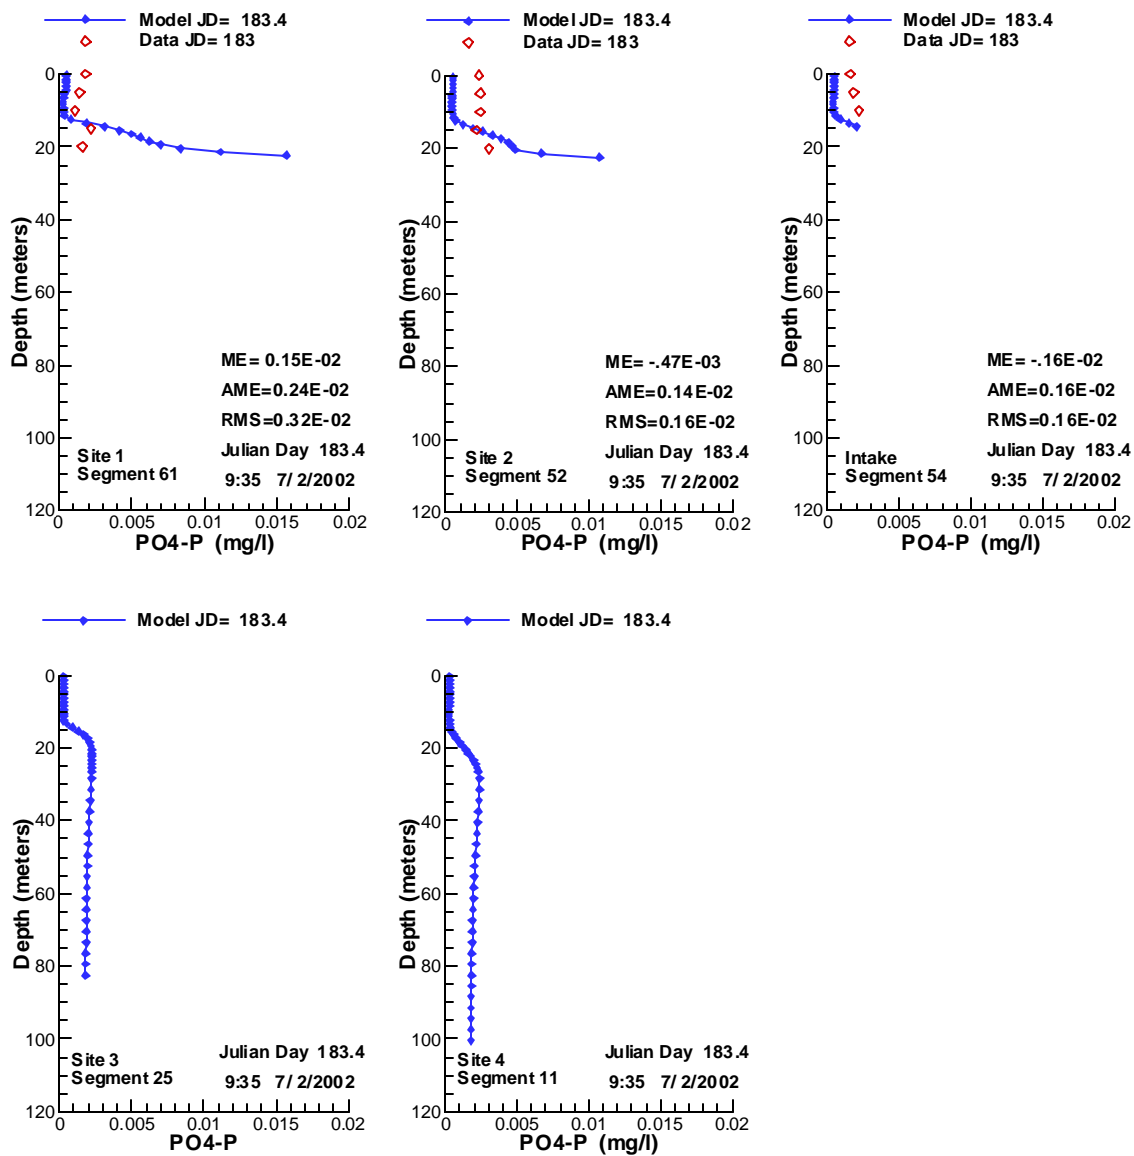 Model JD= 183.4
Data JD= 183
0
20
40
60
80
100
120
Depth (meters)
ME= 0.15E-02
AME=0.24E-02
RMS=0.32E-02
Julian Day 183.4
9:35 7/2/2002
Site 1
Segment 61
0 0.005 0.01 0.015 0.02
PO4-P (mg/l)
Model JD= 183.4
Data JD= 183
0
20
40
60
80
100
120
Depth (meters)
ME= -.47E-03
AME=0.14E-02
RMS=0.16E-02
Julian Day 183.4
9:35 7/2/2002
Site 2
Segment 52
0 0.005 0.01 0.015 0.02
PO4-P (mg/l)
Model JD= 183.4
Data JD= 183
0
20
40
60
80
100
120
Depth (meters)
ME= -.16E-02
AME=0.16E-02
RMS=0.16E-02
Julian Day 183.4
9:35 7/2/2002
Intake
Segment 54
0 0.005 0.01 0.015 0.02
PO4-P (mg/l)
Model JD= 183.4
0
20
40
60
80
100
120
Depth (meters)
Julian Day 183.4
9:35 7/2/2002
Site 3
Segment 25
0 0.005 0.01 0.015 0.02
PO4-P
Model JD= 183.4
0
20
40
60
80
100
120
Depth (meters)
Julian Day 183.4
9:35 7/2/2002
Site 4
Segment 11
0 0.005 0.01 0.015 0.02
PO4-P (mg/l)